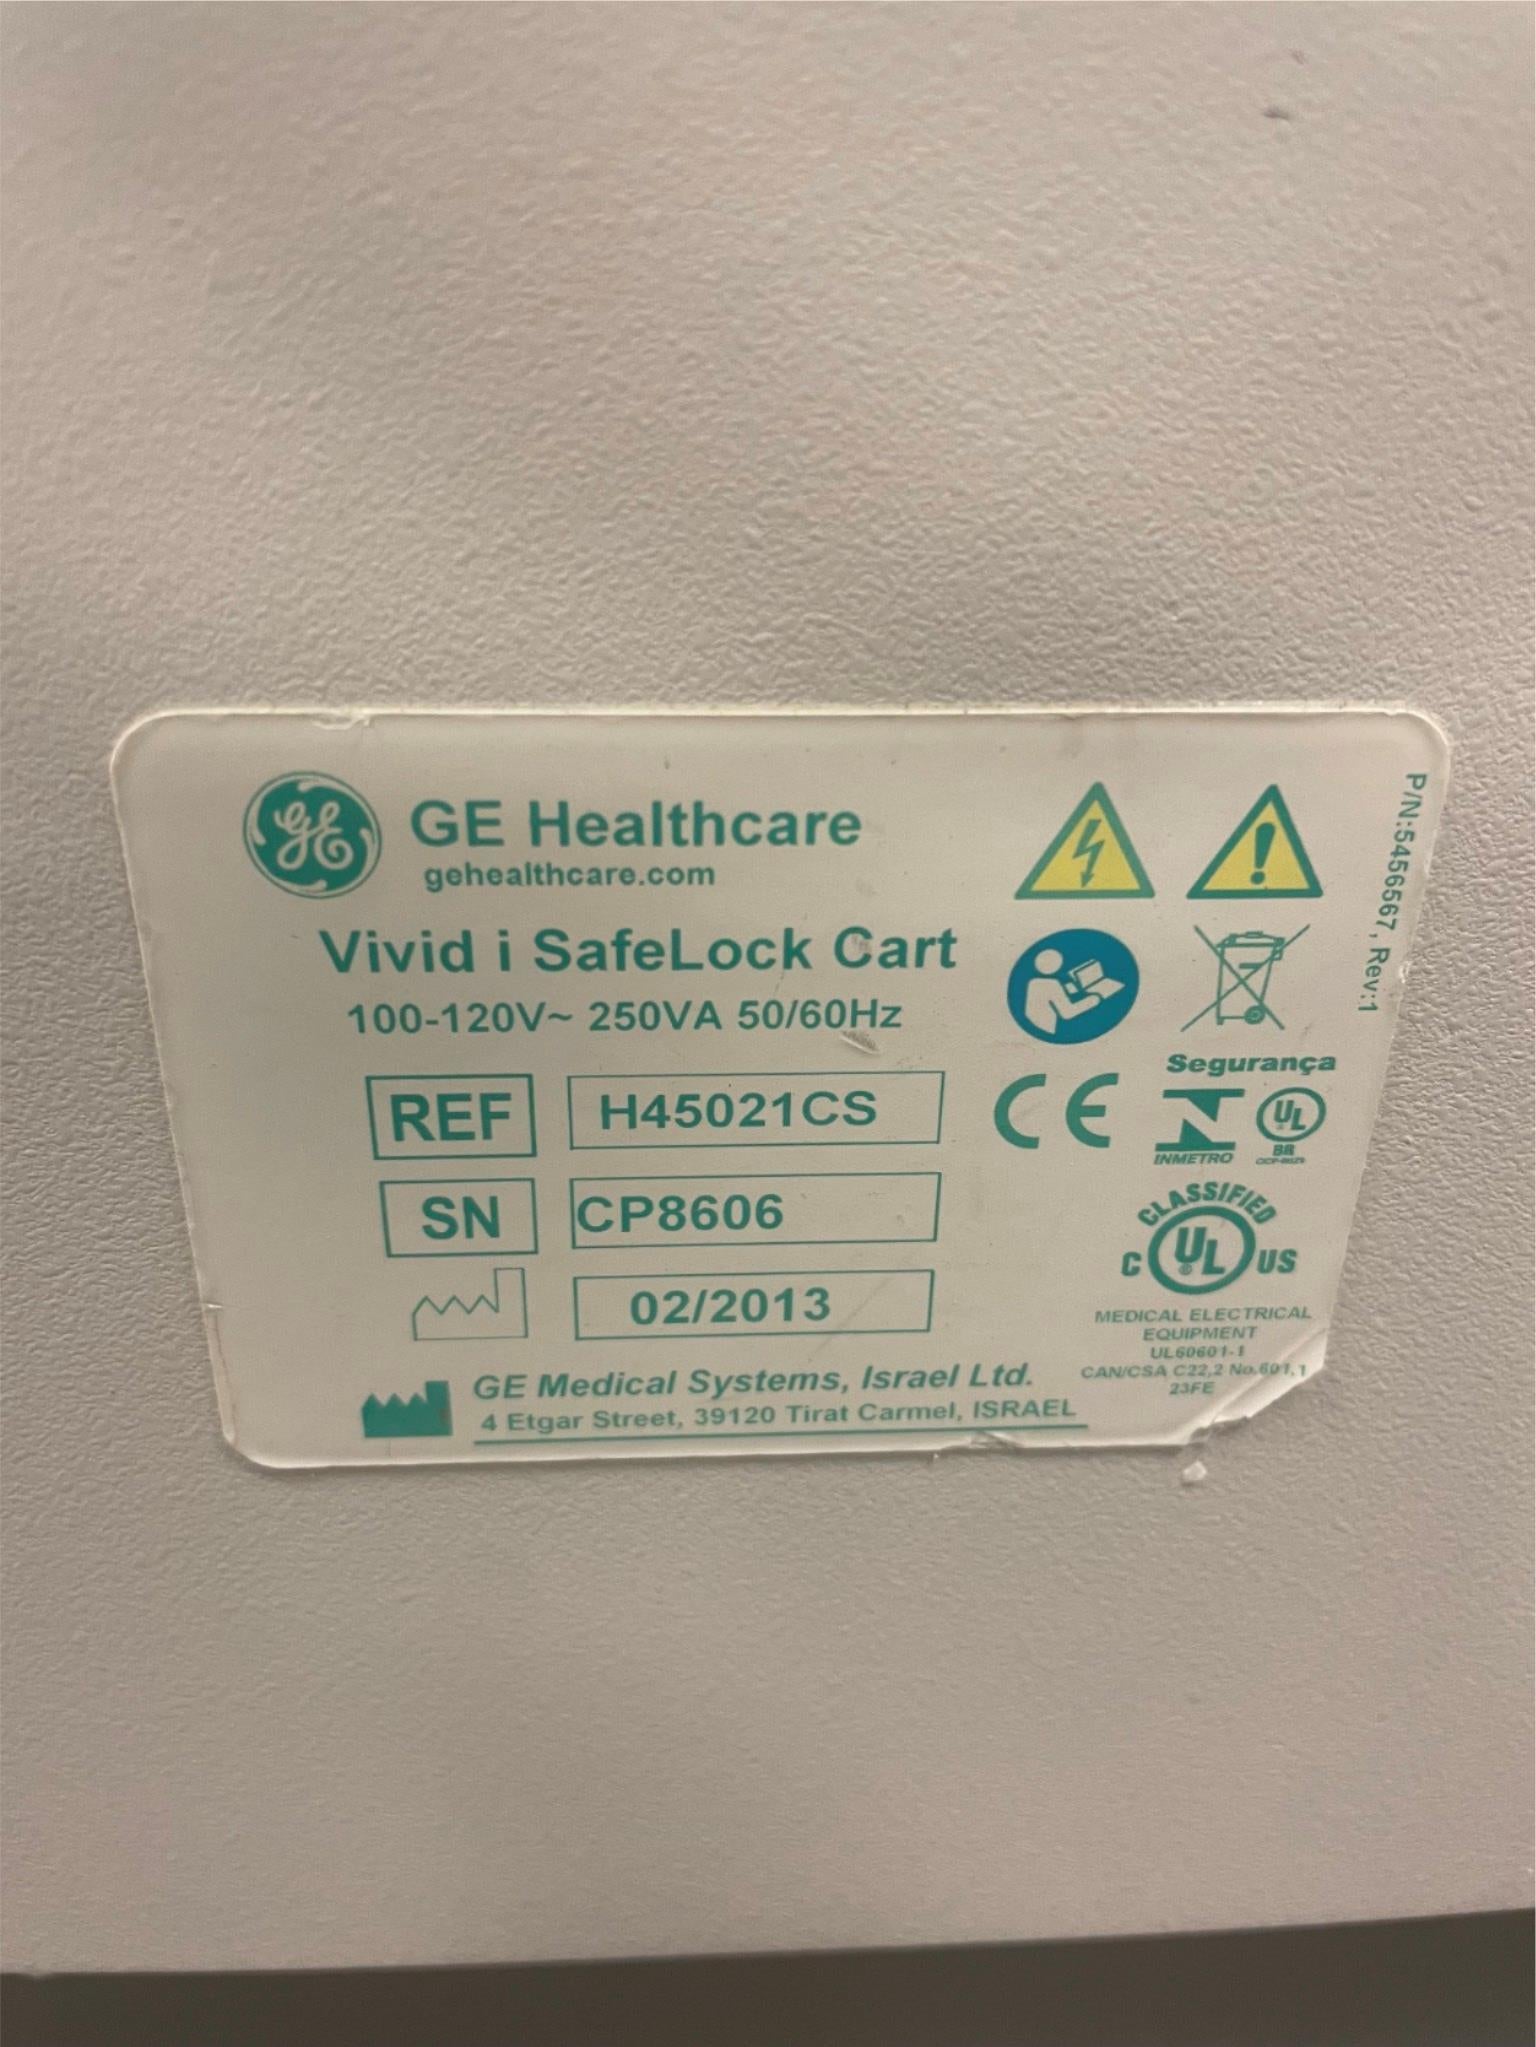 GE Healthcare
gehealthcare.com
Vivid i SafeLock Cart
100-120V~ 250VA 50/60Hz
REF H45021CS
SN CP8606
02/2013
GE Medical Systems, Israel Ltd.
4 Etgar Street, 39120 Tirat Carmel, ISRAEL
P/N:5456567, Rev:1
Segurança
CE
INMETRO
UL
BR
CLASSIFIED
C UL® US
MEDICAL ELECTRICAL
EQUIPMENT
UL60601-1
CAN/CSA C22,2 No.601,1
23FE